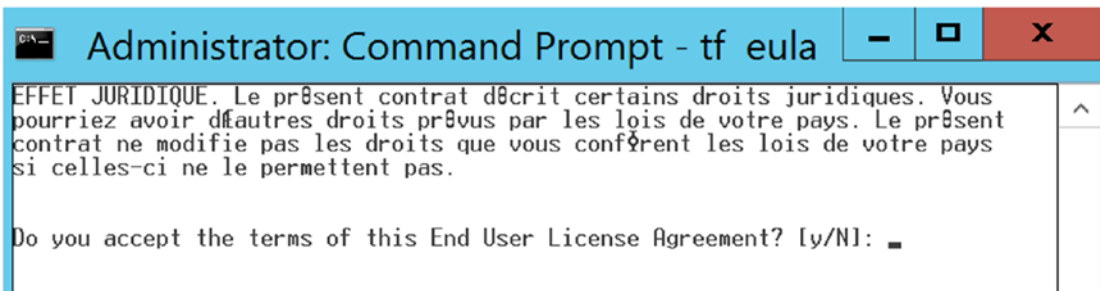 Administrator: Command Prompt - tf eula
EFFET JURIDIQUE. Le prθsent contrat dθcrit certains droits juridiques. Vous
pourriez avoir d₤autres droits prθvus par les lois de votre pays. Le prθsent
contrat ne modifie pas les droits que vous confΦrent les lois de votre pays
si celles-ci ne le permettent pas.
Do you accept the terms of this End User License Agreement? [y/N]: _